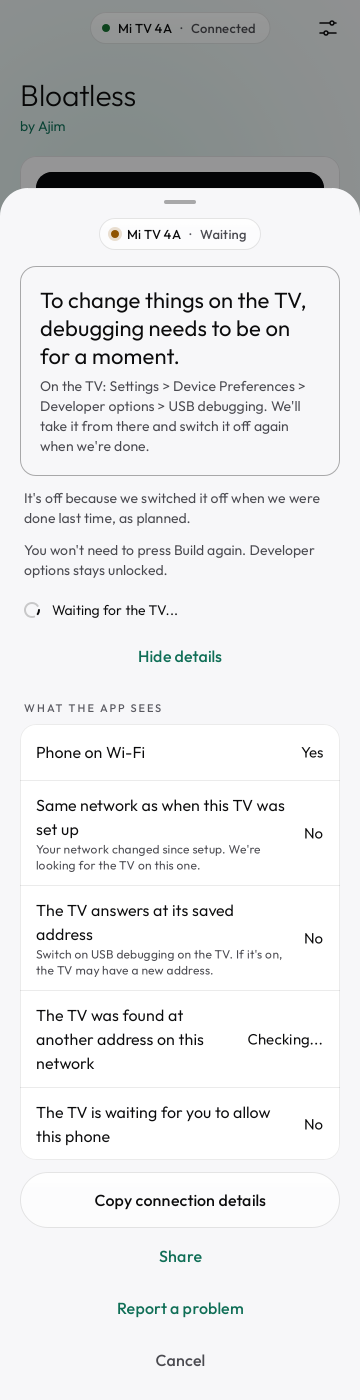 Mi TV 4A · Connected
Bloatless
by Ajim
Mi TV 4A · Waiting
To change things on the TV,
debugging needs to be on
for a moment.
On the TV: Settings > Device Preferences >
Developer options > USB debugging. We'll
take it from there and switch it off again
when we're done.
It's off because we switched it off when we were
done last time, as planned.
You won't need to press Build again. Developer
options stays unlocked.
Waiting for the TV...
Hide details
WHAT THE APP SEES
Phone on Wi-Fi
Yes
Same network as when this TV was
set up
Your network changed since setup. We're
looking for the TV on this one.
No
The TV answers at its saved
address
Switch on USB debugging on the TV. If it's on,
the TV may have a new address.
No
The TV was found at
another address on this
network
Checking...
The TV is waiting for you to allow
this phone
No
Copy connection details
Share
Report a problem
Cancel